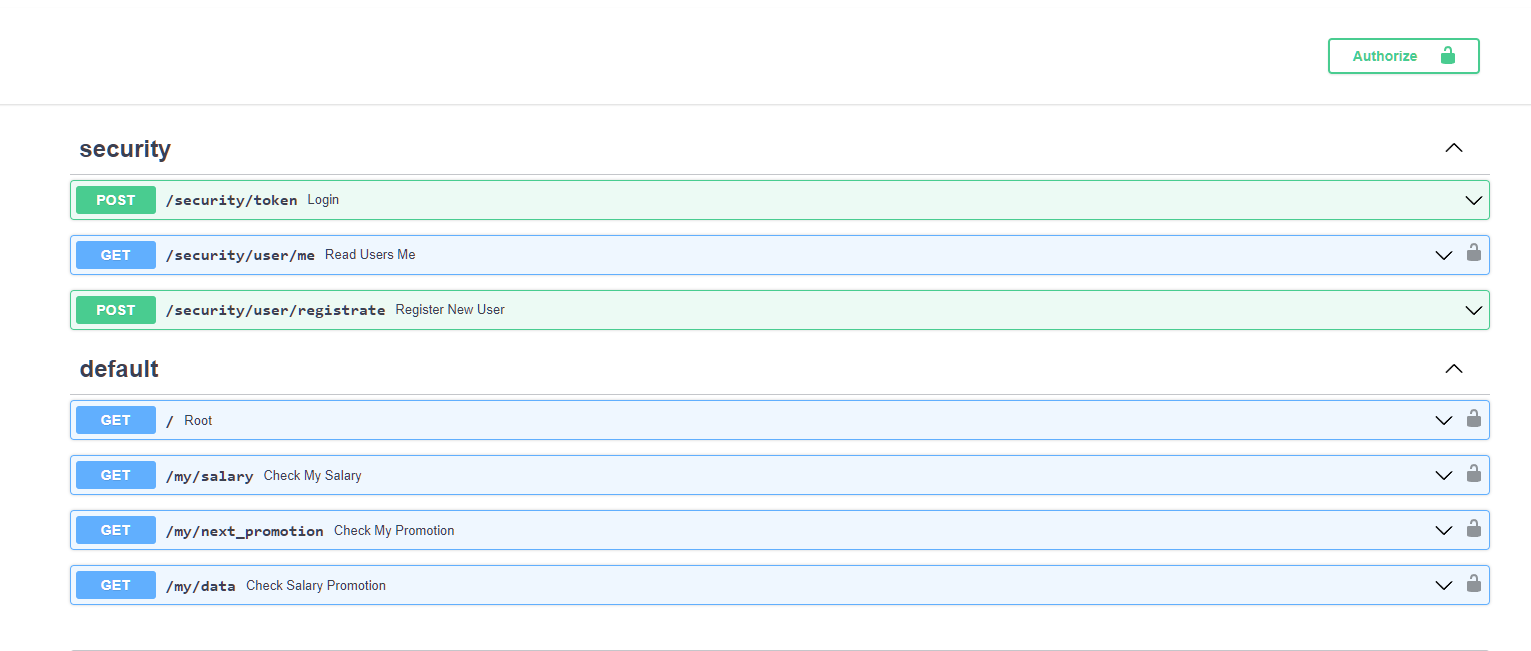 Authorize
security
POST /security/token Login
GET /security/user/me Read Users Me
POST /security/user/registrate Register New User
default
GET / Root
GET /my/salary Check My Salary
GET /my/next_promotion Check My Promotion
GET /my/data Check Salary Promotion